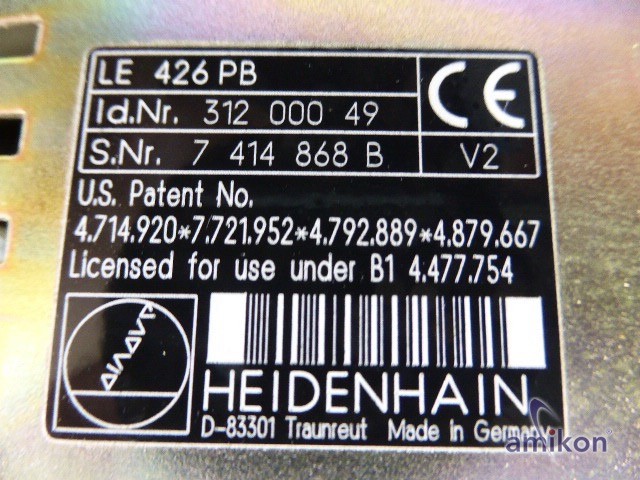 LE 426 PB
CE
Id.Nr. 312 000 49
S.Nr. 7 414 868 B V2
U.S. Patent No.
4.714.920*7.721.952*4.792.889*4.879.667
Licensed for use under B1 4.477.754
HEIDENHAIN
D-83301 Traunreut Made in Germany
amikon